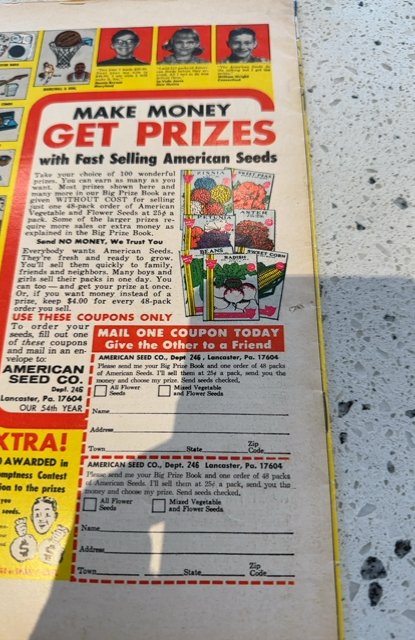 MAKE MONEY
GET PRIZES
with Fast Selling American Seeds
Take your choice of 100 wonderful
prizes. You can earn as many as you
want. Most prizes shown here and
many more in our Big Prize Book are
given WITHOUT COST for selling
just one 48-pack order of American
Vegetable and Flower Seeds at 25¢ a
pack. Some of the larger prizes re-
quire more sales or extra money as
explained in the Big Prize Book.
Send NO MONEY, We Trust You
Everybody wants American Seeds.
They're fresh and ready to grow.
You'll sell them quickly to family,
friends and neighbors. Many boys and
girls sell their packs in one day. You
can too — and get your prize at once.
Or, if you want money instead of a
prize, keep $4.00 for every 48-pack
order you sell.
ZINNIA
SWEET PEAS
PETUNIA
ASTER
BEANS
RADISH
SWEET CORN
USE THESE COUPONS ONLY
To order your
seeds, fill out one
of these coupons
and mail in an en-
velope to:
AMERICAN
SEED CO.
Dept. 246
Lancaster, Pa. 17604
OUR 54th YEAR
MAIL ONE COUPON TODAY
Give the Other to a Friend
AMERICAN SEED CO., Dept 246, Lancaster, Pa. 17604
Please send me your Big Prize Book and one order of 48 packs
of American Seeds. I'll sell them at 25¢ a pack, send you the
money and choose my prize. Send seeds checked,
All Flower
Seeds
Mixed Vegetable
and Flower Seeds
Name
Address
Town State Zip
Code
AMERICAN SEED CO., Dept. 246, Lancaster, Pa. 17604
Please send me your Big Prize Book and one order of 48 packs
of American Seeds. I'll sell them at 25¢ a pack, send you the
money and choose my prize. Send seeds checked,
All Flower
Seeds
Mixed Vegetable
and Flower Seeds
Name
Address
Town State Zip
Code
XTRA!
AWARDED in
mptness Contest
tion to the prizes
you
seeds.
$
$